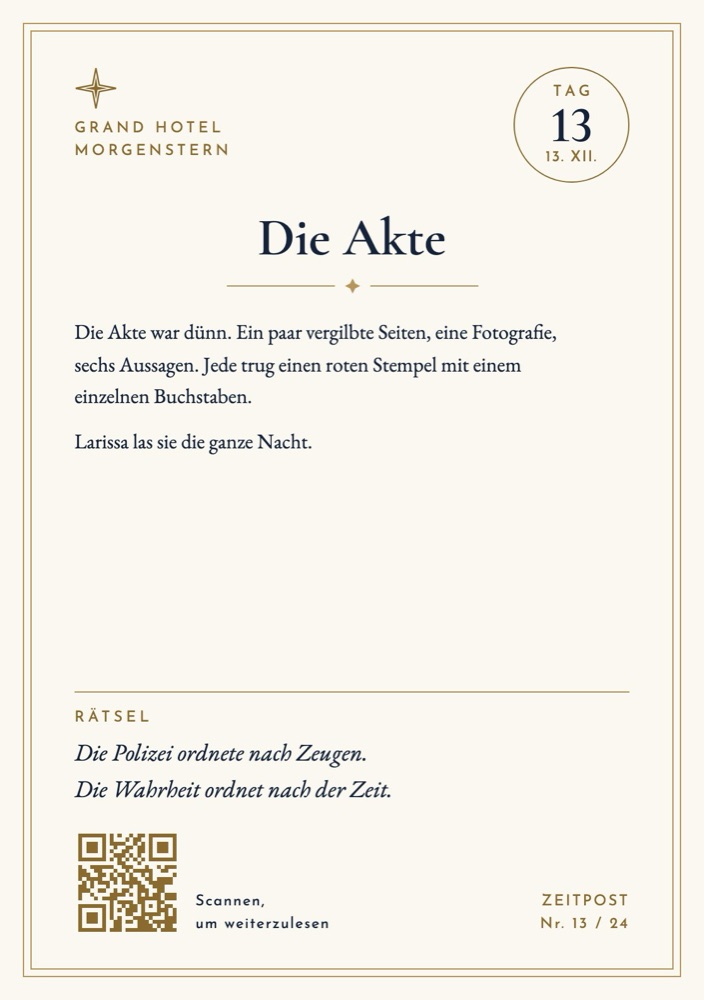 GRAND HOTEL
MORGENSTERN
TAG
13
13. XII.
Die Akte
Die Akte war dünn. Ein paar vergilbte Seiten, eine Fotografie,
sechs Aussagen. Jede trug einen roten Stempel mit einem
einzelnen Buchstaben.
Larissa las sie die ganze Nacht.
RÄTSEL
Die Polizei ordnete nach Zeugen.
Die Wahrheit ordnet nach der Zeit.
Scannen,
um weiterzulesen
ZEITPOST
Nr. 13 / 24